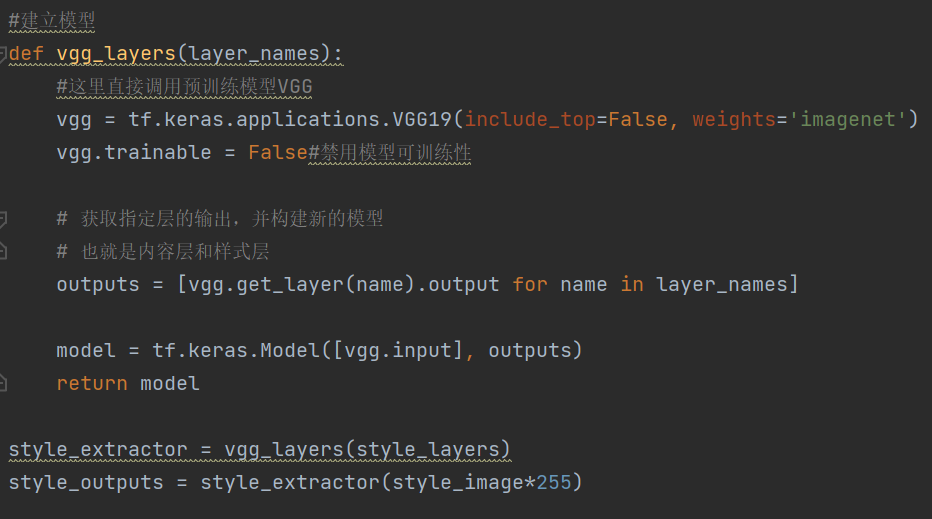 #建立模型
def vgg_layers(layer_names):
    #这里直接调用预训练模型VGG
    vgg = tf.keras.applications.VGG19(include_top=False, weights='imagenet')
    vgg.trainable = False#禁用模型可训练性
    # 获取指定层的输出，并构建新的模型
    # 也就是内容层和样式层
    outputs = [vgg.get_layer(name).output for name in layer_names]
    model = tf.keras.Model([vgg.input], outputs)
    return model
style_extractor = vgg_layers(style_layers)
style_outputs = style_extractor(style_image*255)